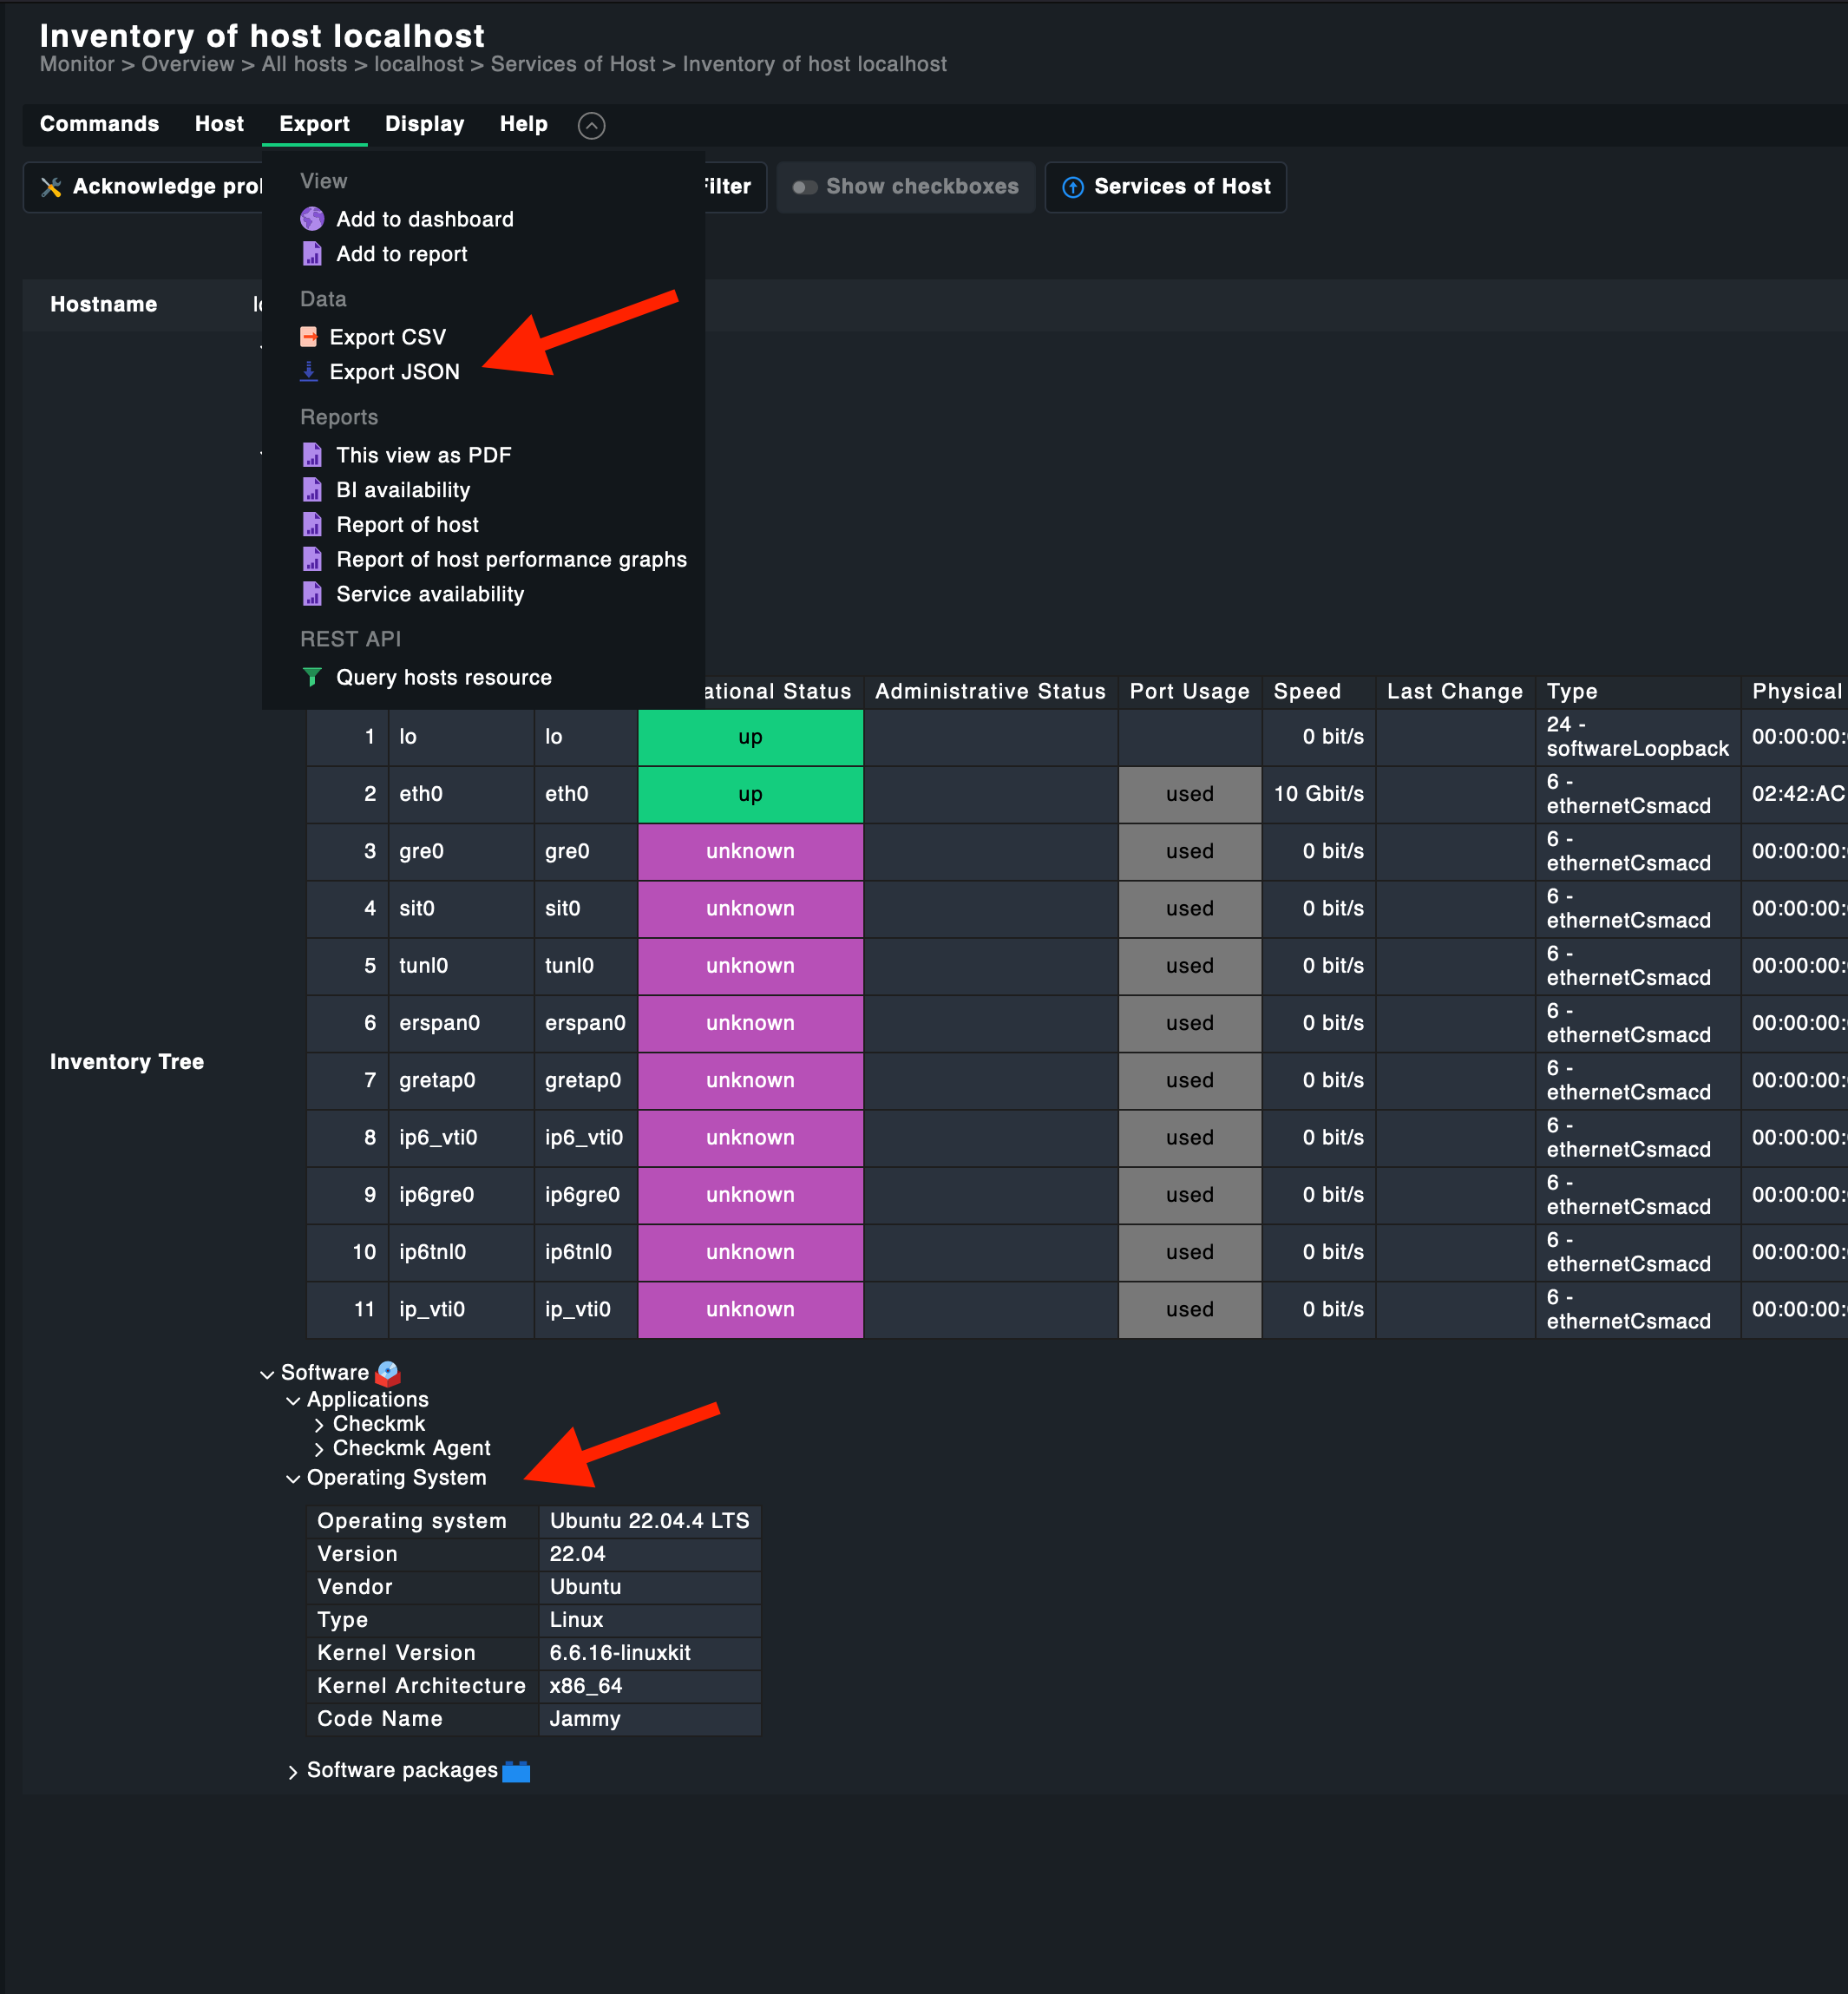 Inventory of host localhost
Monitor > Overview > All hosts > localhost > Services of Host > Inventory of host localhost
Commands Host Export Display Help
Acknowledge Filter Show checkboxes Services of Host
View
Add to dashboard
Add to report
Data
Export CSV
Export JSON
Reports
This view as PDF
BI availability
Report of host
Report of host performance graphs
Service availability
REST API
Query hosts resource
Hostname
Administrative Status Port Usage Speed Last Change Type Physical
Status
1 lo lo up 0 bit/s 24 - softwareLoopback 00:00:00:
2 eth0 eth0 up used 10 Gbit/s 6 - ethernetCsmacd 02:42:AC
3 gre0 gre0 unknown used 0 bit/s 6 - ethernetCsmacd 00:00:00:
4 sit0 sit0 unknown used 0 bit/s 6 - ethernetCsmacd 00:00:00:
5 tunl0 tunl0 unknown used 0 bit/s 6 - ethernetCsmacd 00:00:00:
6 erspan0 erspan0 unknown used 0 bit/s 6 - ethernetCsmacd 00:00:00:
7 gretap0 gretap0 unknown used 0 bit/s 6 - ethernetCsmacd 00:00:00:
8 ip6_vti0 ip6_vti0 unknown used 0 bit/s 6 - ethernetCsmacd 00:00:00:
9 ip6gre0 ip6gre0 unknown used 0 bit/s 6 - ethernetCsmacd 00:00:00:
10 ip6tnl0 ip6tnl0 unknown used 0 bit/s 6 - ethernetCsmacd 00:00:00:
11 ip_vti0 ip_vti0 unknown used 0 bit/s 6 - ethernetCsmacd 00:00:00:
Inventory Tree
Software
Applications
Checkmk
Checkmk Agent
Operating System
Operating system Ubuntu 22.04.4 LTS
Version 22.04
Vendor Ubuntu
Type Linux
Kernel Version 6.6.16-linuxkit
Kernel Architecture x86_64
Code Name Jammy
Software packages